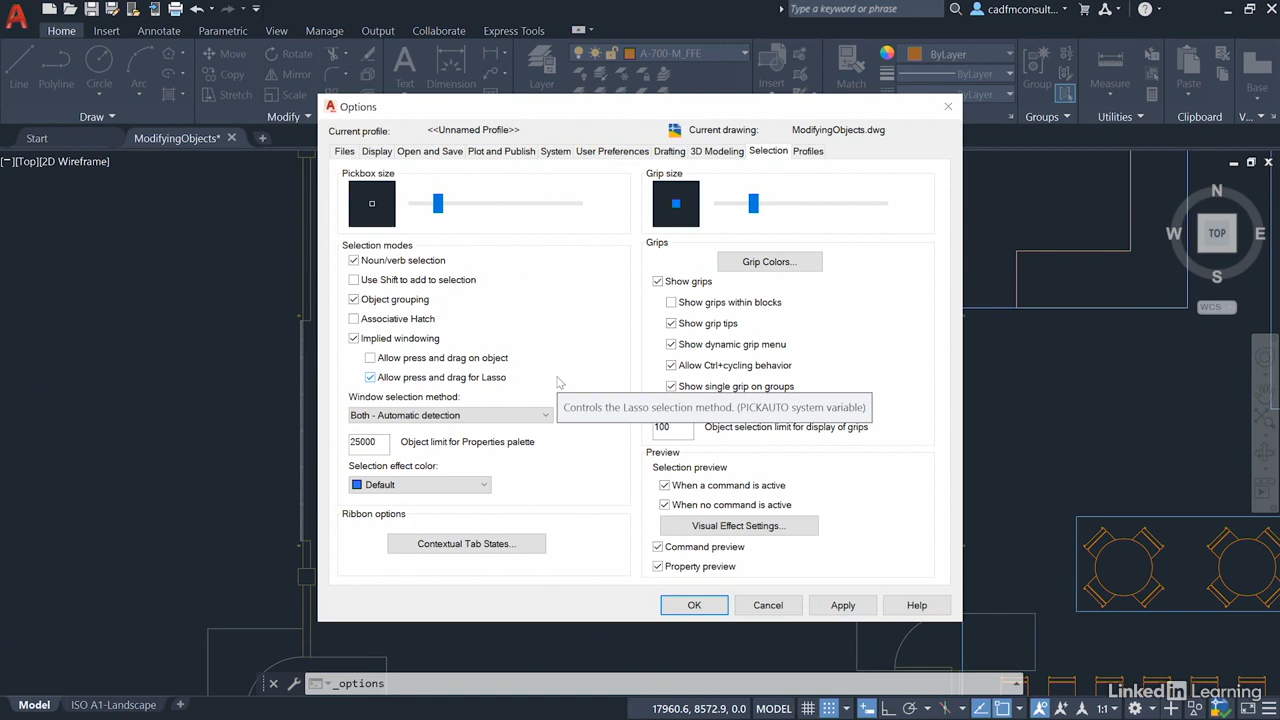 Type a keyword or phrase
cadfmconsult...
Home Insert Annotate Parametric View Manage Output Collaborate Express Tools
Line Polyline Circle Arc
Move Rotate
Copy Mirror
Stretch Scale
Text Dimension
Layer
A-700-M_FFE
Insert
Match
ByLayer
ByLayer
ByLayer
Group
Measure
Paste
Base
Draw Modify Groups Utilities Clipboard View
Start ModifyingObjects*
[−][Top][2D Wireframe]
Options
Current profile: <<Unnamed Profile>> Current drawing: ModifyingObjects.dwg
Files Display Open and Save Plot and Publish System User Preferences Drafting 3D Modeling Selection Profiles
Pickbox size
Selection modes
Noun/verb selection
Use Shift to add to selection
Object grouping
Associative Hatch
Implied windowing
Allow press and drag on object
Allow press and drag for Lasso
Window selection method:
Both - Automatic detection
25000 Object limit for Properties palette
Selection effect color:
Default
Ribbon options
Contextual Tab States...
Grip size
Grips
Grip Colors...
Show grips
Show grips within blocks
Show grip tips
Show dynamic grip menu
Allow Ctrl+cycling behavior
Show single grip on groups
Controls the Lasso selection method. (PICKAUTO system variable)
100 Object selection limit for display of grips
Preview
Selection preview
When a command is active
When no command is active
Visual Effect Settings...
Command preview
Property preview
OK Cancel Apply Help
N
W TOP E
S
WCS
_options
Model ISO A1-Landscape
17960.6, 8572.9, 0.0 MODEL
1:1
LinkedIn Learning